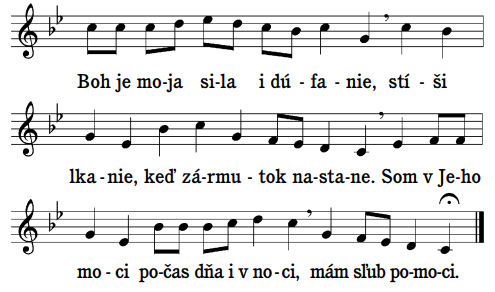 Boh je mo-ja si-la i dú-fa-nie, stí-ši
lka-nie, keď zár-mu-tok na-sta-ne. Som v Je-ho
mo-ci po-čas dňa i v no-ci, mám sľub po-mo-ci.